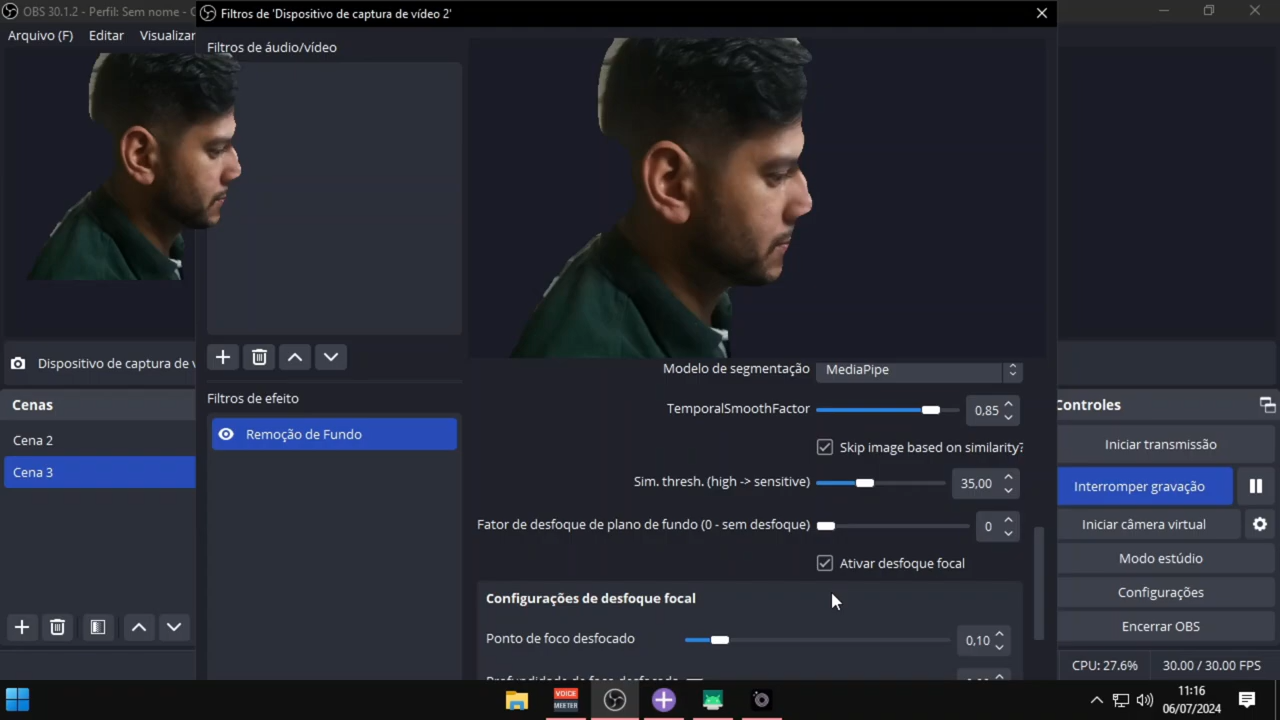 OBS 30.1.2 - Perfil: Sem nome -
Filtros de 'Dispositivo de captura de vídeo 2'
Arquivo (F)
Editar
Visualizar
Filtros de áudio/vídeo
Dispositivo de captura de
Cenas
Cena 2
Cena 3
Filtros de efeito
Remoção de Fundo
Modelo de segmentação
MediaPipe
TemporalSmoothFactor
0,85
Skip image based on similarity?
Sim. thresh. (high -> sensitive)
35,00
Fator de desfoque de plano de fundo (0 - sem desfoque)
0
Ativar desfoque focal
Configurações de desfoque focal
Ponto de foco desfocado
0,10
Controles
Iniciar transmissão
Interromper gravação
Iniciar câmera virtual
Modo estúdio
Configurações
Encerrar OBS
CPU: 27.6%
30.00 / 30.00 FPS
VOICE
MEETER
11:16
06/07/2024